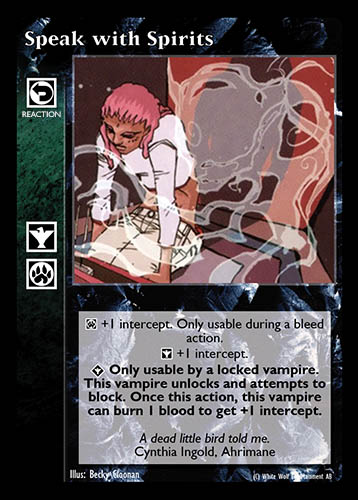 Speak with Spirits
REACTION
+1 intercept. Only usable during a bleed
action.
+1 intercept.
Only usable by a locked vampire.
This vampire unlocks and attempts to
block. Once this action, this vampire
can burn 1 blood to get +1 intercept.
A dead little bird told me.
Cynthia Ingold, Ahrimane
Illus: Becky Cloonan
(C) White Wolf Entertainment AB